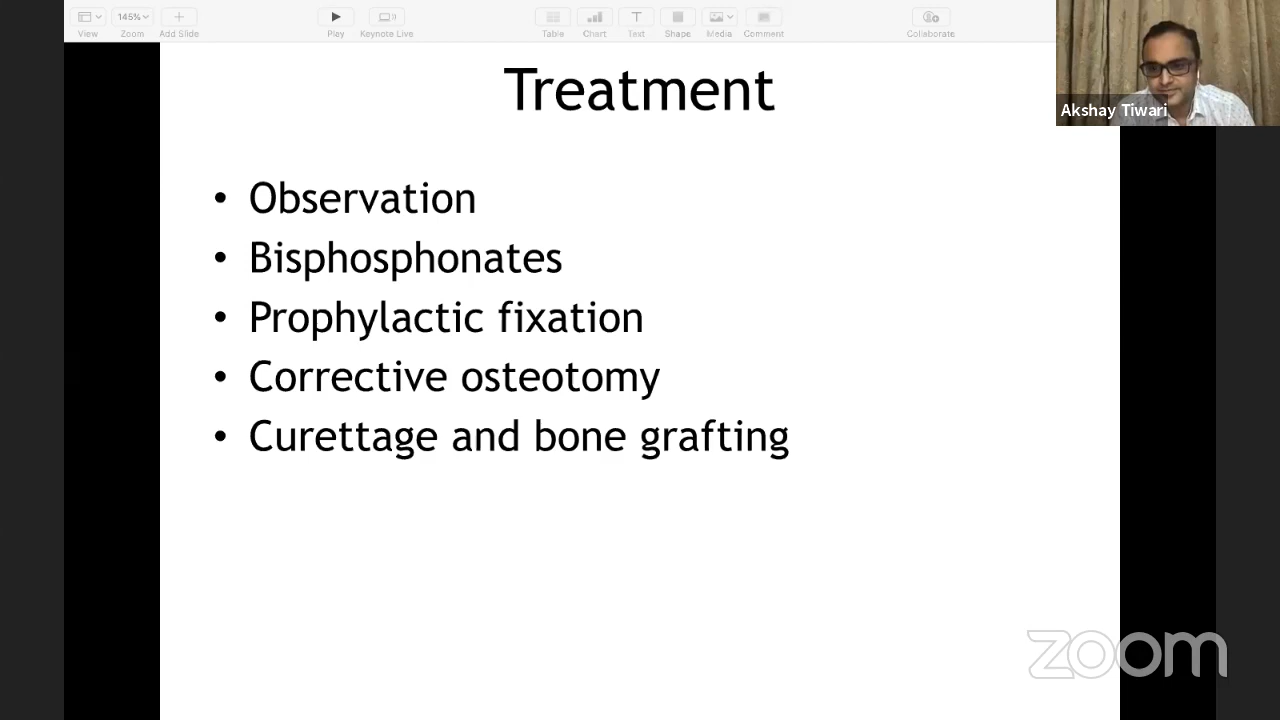 145%
View
Zoom
Add Slide
Play
Keynote Live
Table
Chart
Text
Shape
Media
Comment
Collaborate
Akshay Tiwari
Treatment
• Observation
• Bisphosphonates
• Prophylactic fixation
• Corrective osteotomy
• Curettage and bone grafting
zoom